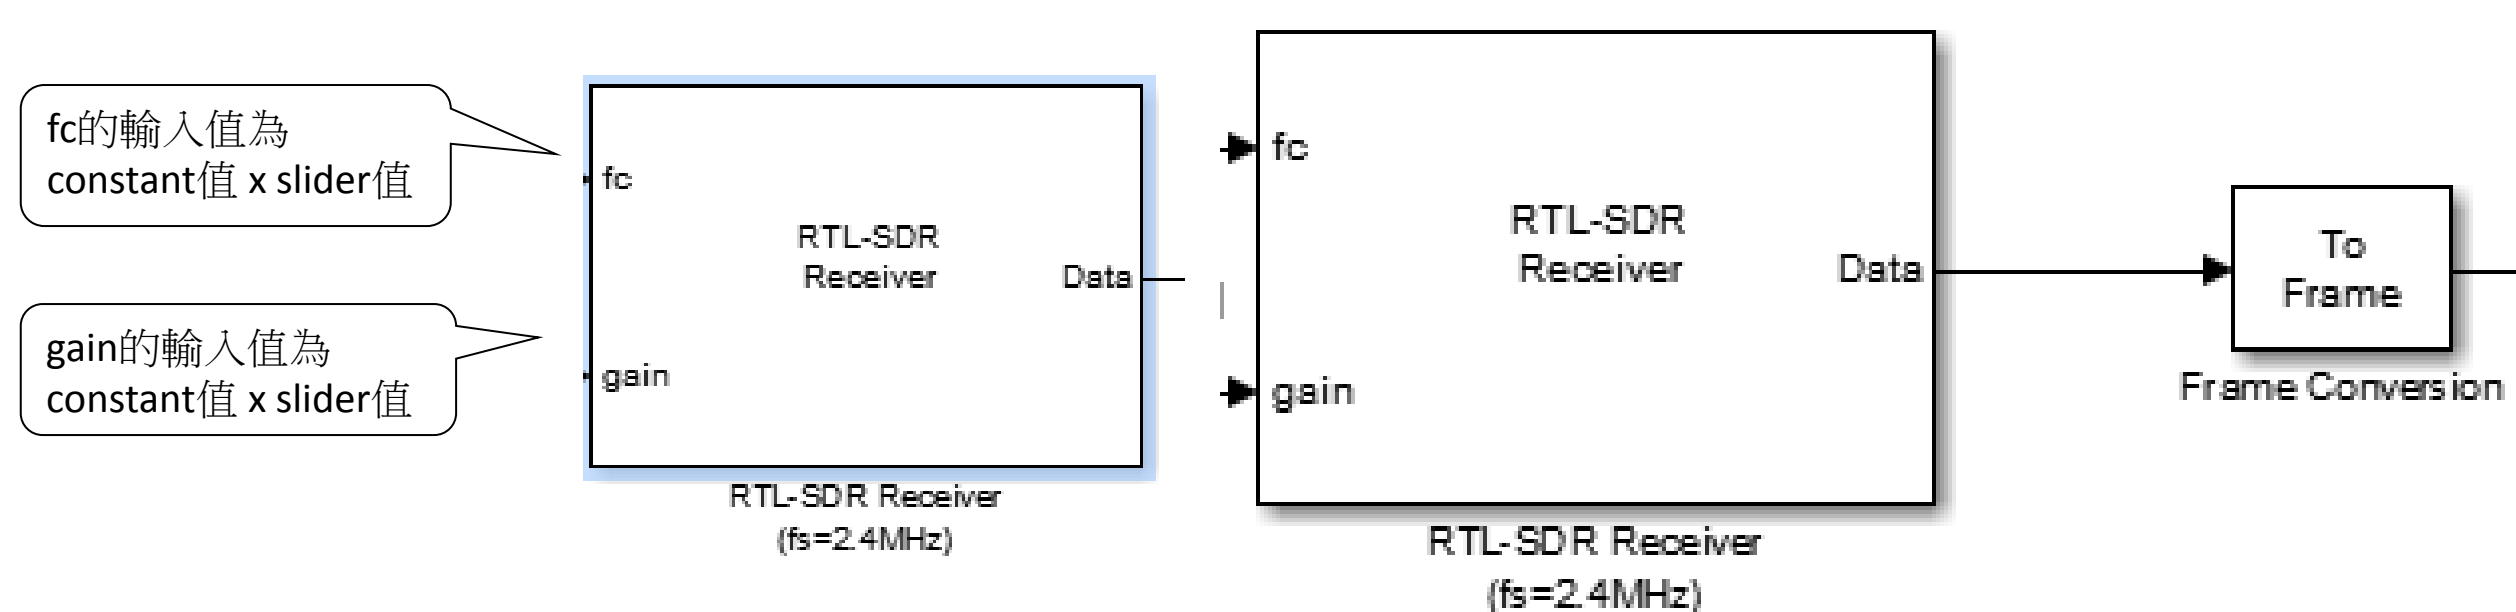 fc的輸入值為
constant值 x slider值
gain的輸入值為
constant值 x slider值
fc
RTL-SDR
Receiver
Data
gain
RTL-SDR Receiver
(fs=2.4MHz)
fc
RTL-SDR
Receiver
Data
gain
RTL-SDR Receiver
(fs=2.4MHz)
To
Frame
Frame Conversion